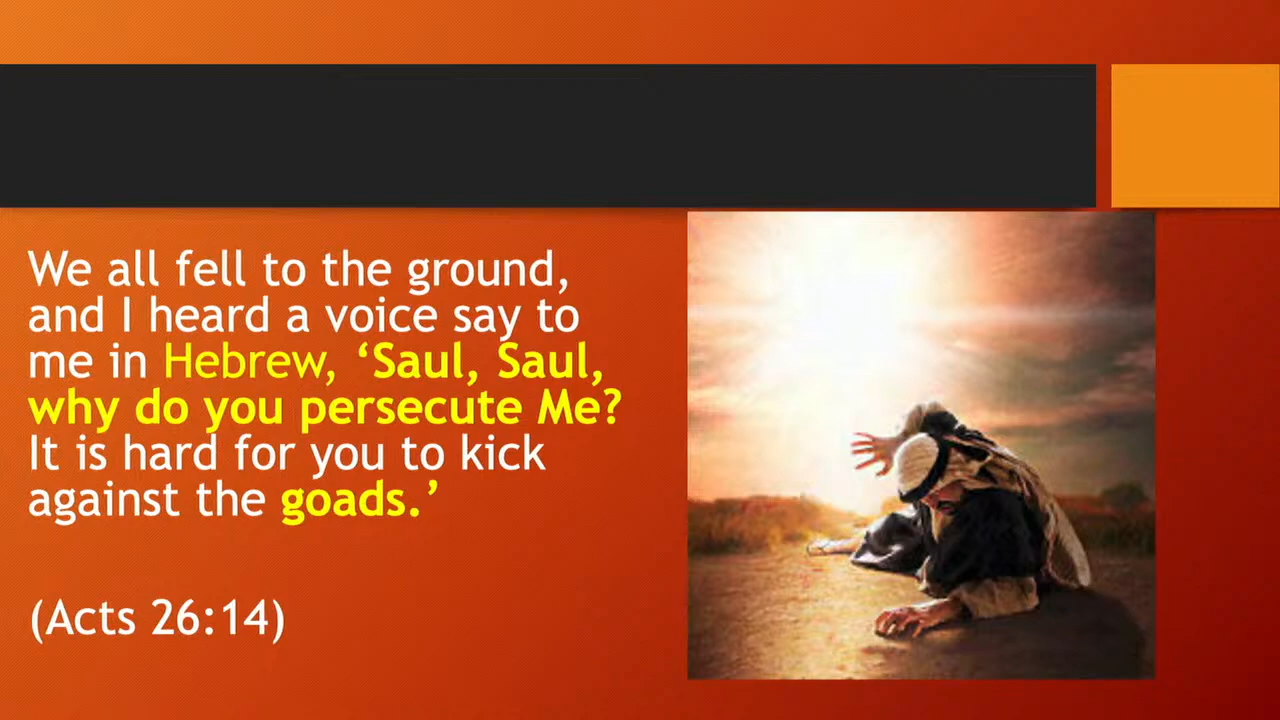 We all fell to the ground,
and I heard a voice say to
me in Hebrew, ‘Saul, Saul,
why do you persecute Me?
It is hard for you to kick
against the goads.’
(Acts 26:14)